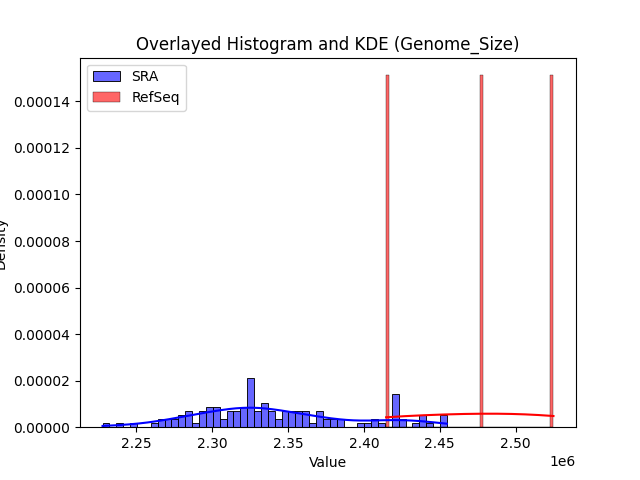 Overlayed Histogram and KDE (Genome_Size)
SRA
RefSeq
0.00014
0.00012
0.00010
0.00008
0.00006
0.00004
0.00002
0.00000
Density
2.25 2.30 2.35 2.40 2.45 2.50
Value
1e6